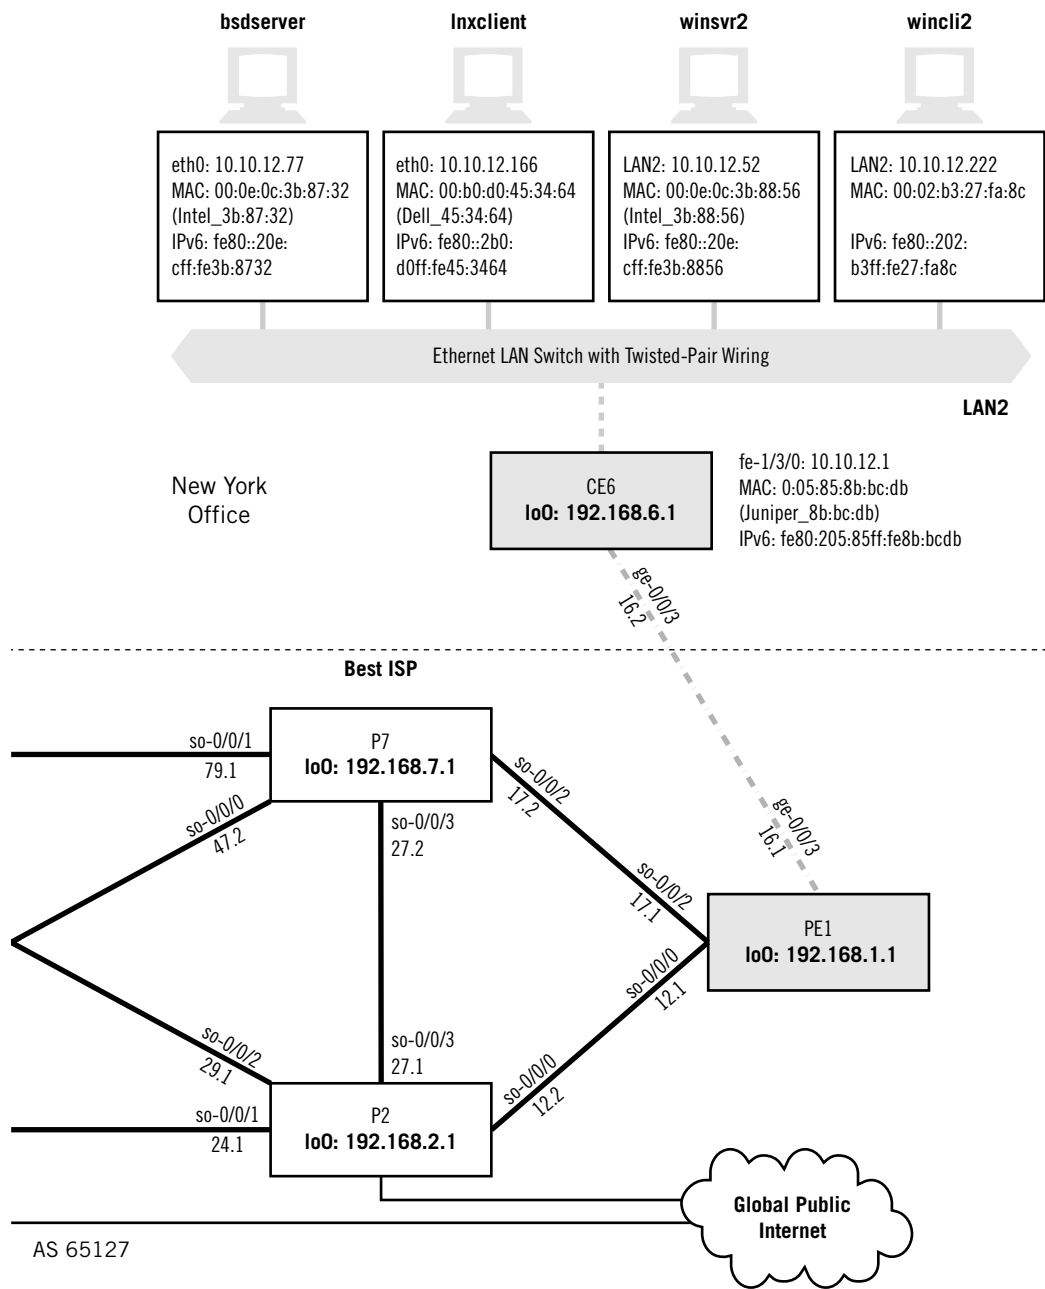 bsdserver
lnxclient
winsvr2
wincli2
eth0: 10.10.12.77
MAC: 00:0e:0c:3b:87:32
(Intel_3b:87:32)
IPv6: fe80::20e:
cff:fe3b:8732
eth0: 10.10.12.166
MAC: 00:b0:d0:45:34:64
(Dell_45:34:64)
IPv6: fe80::2b0:
d0ff:fe45:3464
LAN2: 10.10.12.52
MAC: 00:0e:0c:3b:88:56
(Intel_3b:88:56)
IPv6: fe80::20e:
cff:fe3b:8856
LAN2: 10.10.12.222
MAC: 00:02:b3:27:fa:8c
IPv6: fe80::202:
b3ff:fe27:fa8c
Ethernet LAN Switch with Twisted-Pair Wiring
LAN2
New York
Office
CE6
lo0: 192.168.6.1
fe-1/3/0: 10.10.12.1
MAC: 0:05:85:8b:bc:db
(Juniper_8b:bc:db)
IPv6: fe80:205:85ff:fe8b:bcdb
ge-0/0/3
16.2
Best ISP
so-0/0/1
79.1
P7
lo0: 192.168.7.1
so-0/0/2
17.2
so-0/0/0
47.2
so-0/0/3
27.2
ge-0/0/3
16.1
so-0/0/2
17.1
PE1
lo0: 192.168.1.1
so-0/0/0
12.1
so-0/0/2
29.1
so-0/0/3
27.1
so-0/0/0
12.2
so-0/0/1
24.1
P2
lo0: 192.168.2.1
Global Public
Internet
AS 65127